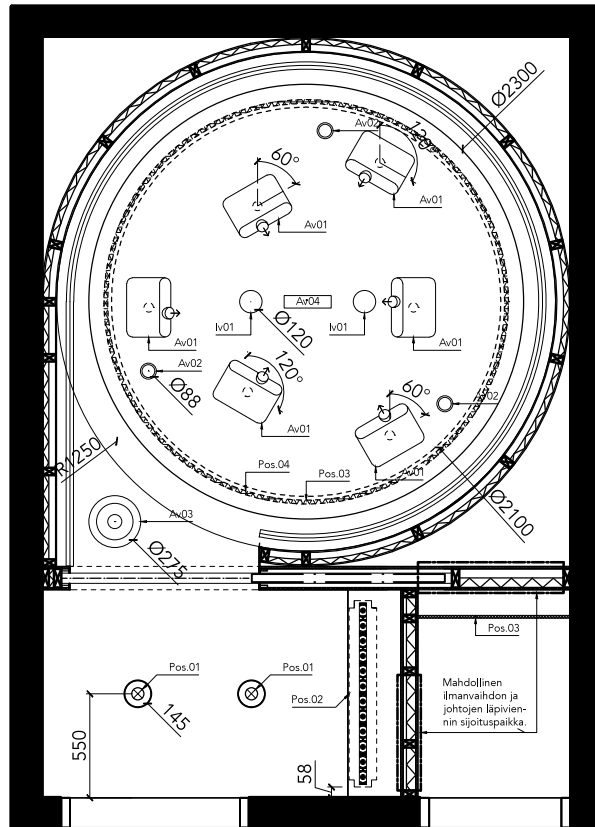 Ø2300
Av02
120°
60°
Av01
Av01
Av04
Iv01
Ø120
Iv01
Av01
Av01
Av02
120°
Ø88
60°
Av02
Av01
Av01
R1250
Pos.04
Pos.03
Ø2100
Av03
Ø275
Pos.03
Pos.01
Pos.01
Pos.02
145
550
58
Mahdollinen
ilmanvaihdon ja
johtojen läpivien-
nin sijoituspaikka.